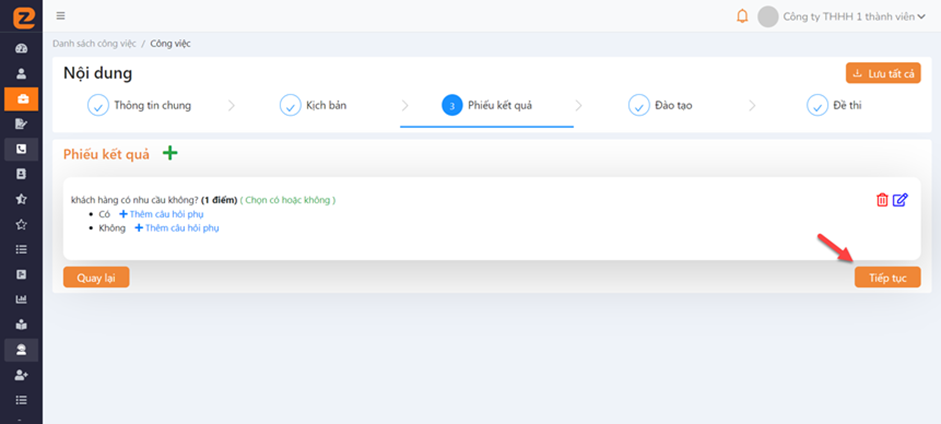 Công ty THHH 1 thành viên
Danh sách công việc / Công việc
Nội dung
Lưu tất cả
Thông tin chung
Kịch bản
3 Phiếu kết quả
Đào tạo
Đề thi
Phiếu kết quả
khách hàng có nhu cầu không? (1 điểm) ( Chọn có hoặc không )
Có Thêm câu hỏi phụ
Không Thêm câu hỏi phụ
Quay lại
Tiếp tục